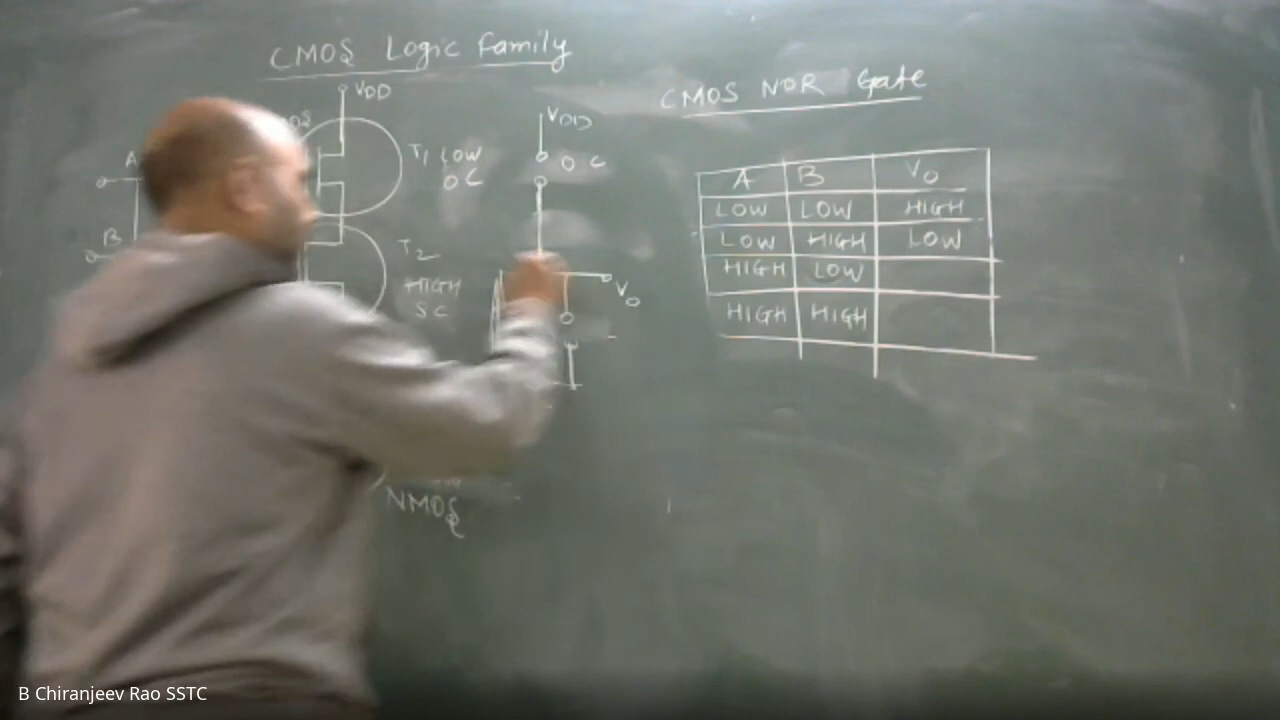 CMOS Logic Family
VDD
A
T1 LOW
OC
B
T2
HIGH
SC
NMOS
VDD
O C
Vo
CMOS NOR Gate
A B Vo
LOW LOW HIGH
LOW HIGH LOW
HIGH LOW
HIGH HIGH
B Chiranjeev Rao SSTC